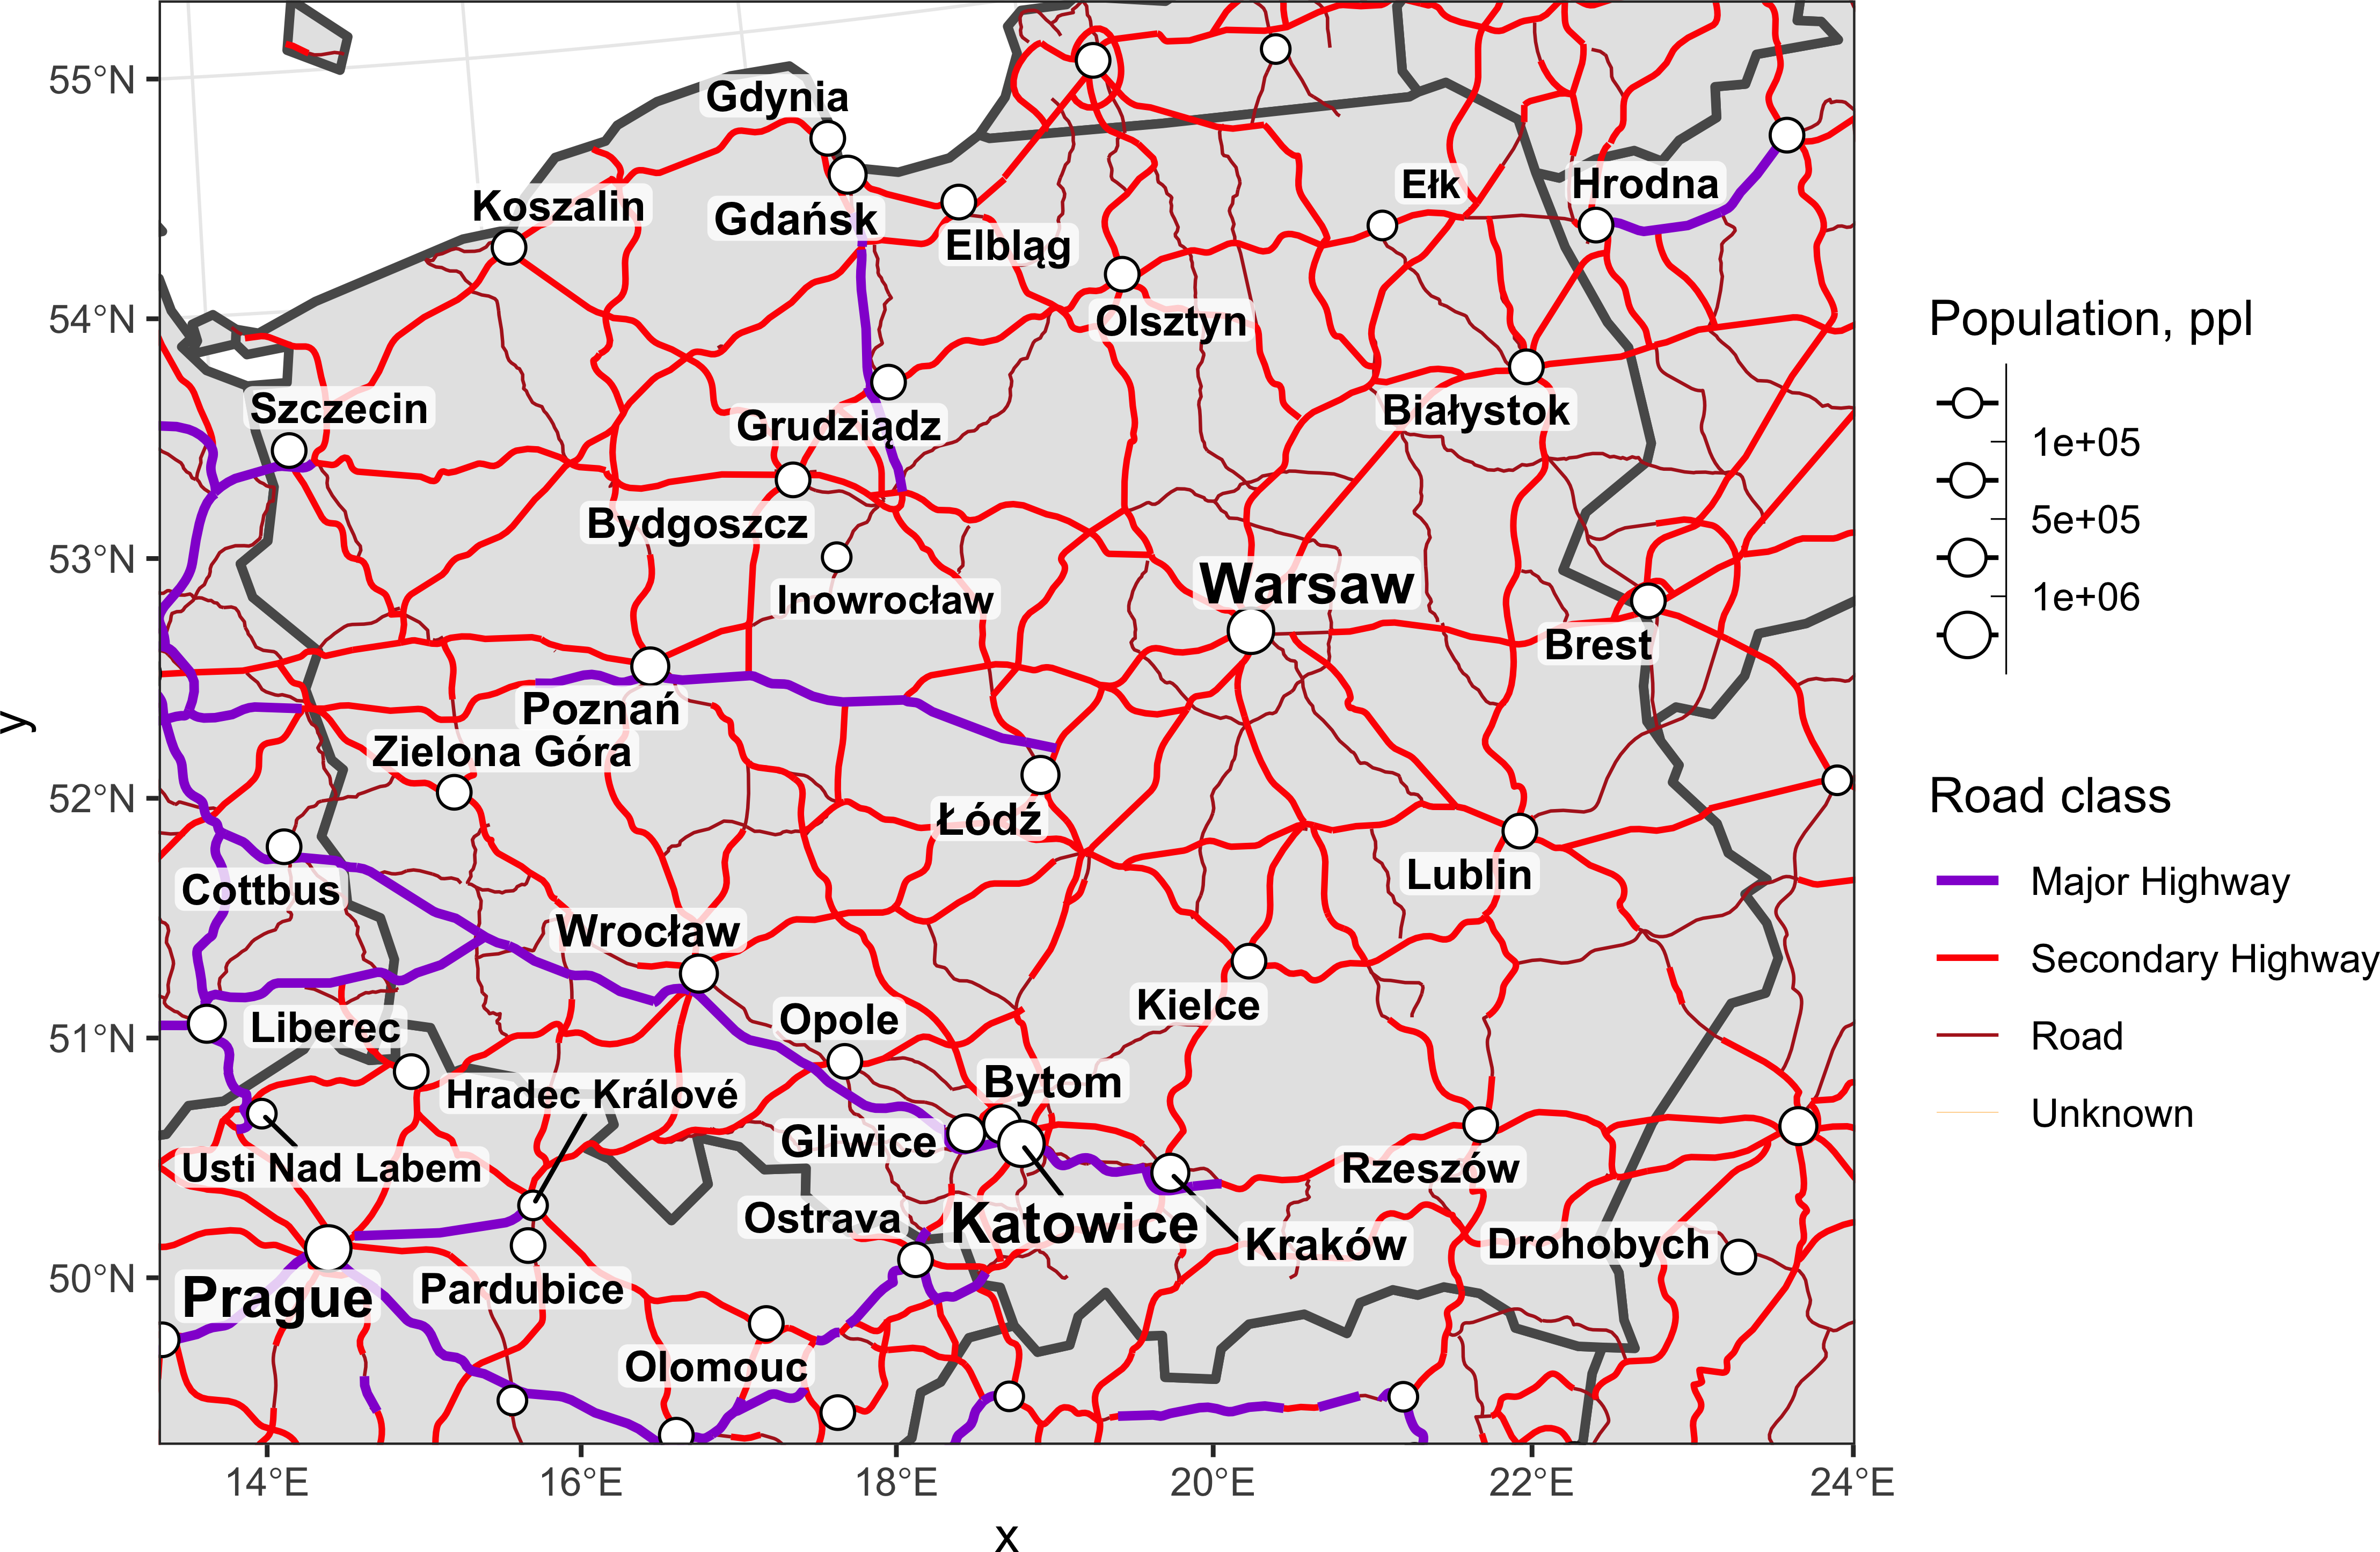 55°N
54°N
53°N
52°N
51°N
50°N
y
Gdynia
Koszalin
Gdańsk
Elbląg
Ełk
Hrodna
Olsztyn
Szczecin
Grudziądz
Białystok
Bydgoszcz
Inowrocław
Warsaw
Brest
Poznań
Zielona Góra
Łódź
Cottbus
Lublin
Wrocław
Kielce
Liberec
Opole
Hradec Králové
Bytom
Gliwice
Usti Nad Labem
Rzeszów
Ostrava
Katowice
Kraków
Drohobych
Prague
Pardubice
Olomouc
14°E
16°E
18°E
20°E
22°E
24°E
x
Population, ppl
1e+05
5e+05
1e+06
Road class
Major Highway
Secondary Highway
Road
Unknown